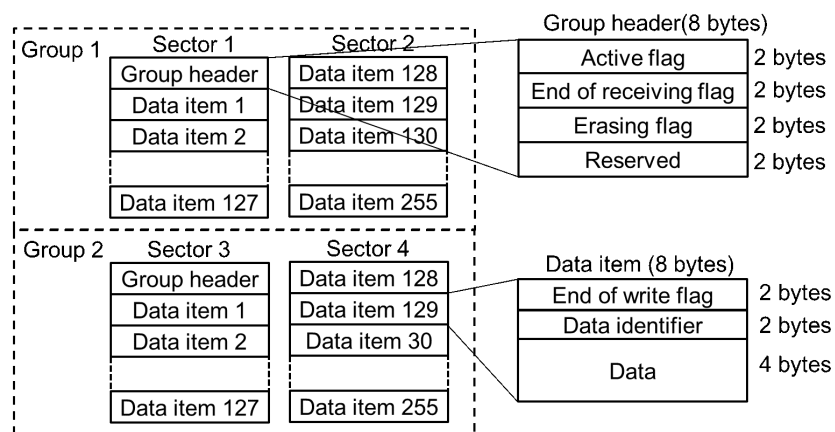 Group 1
Sector 1
Group header
Data item 1
Data item 2
Data item 127
Sector 2
Data item 128
Data item 129
Data item 130
Data item 255
Group header(8 bytes)
Active flag 2 bytes
End of receiving flag 2 bytes
Erasing flag 2 bytes
Reserved 2 bytes
Group 2
Sector 3
Group header
Data item 1
Data item 2
Data item 127
Sector 4
Data item 128
Data item 129
Data item 30
Data item 255
Data item (8 bytes)
End of write flag 2 bytes
Data identifier 2 bytes
Data 4 bytes